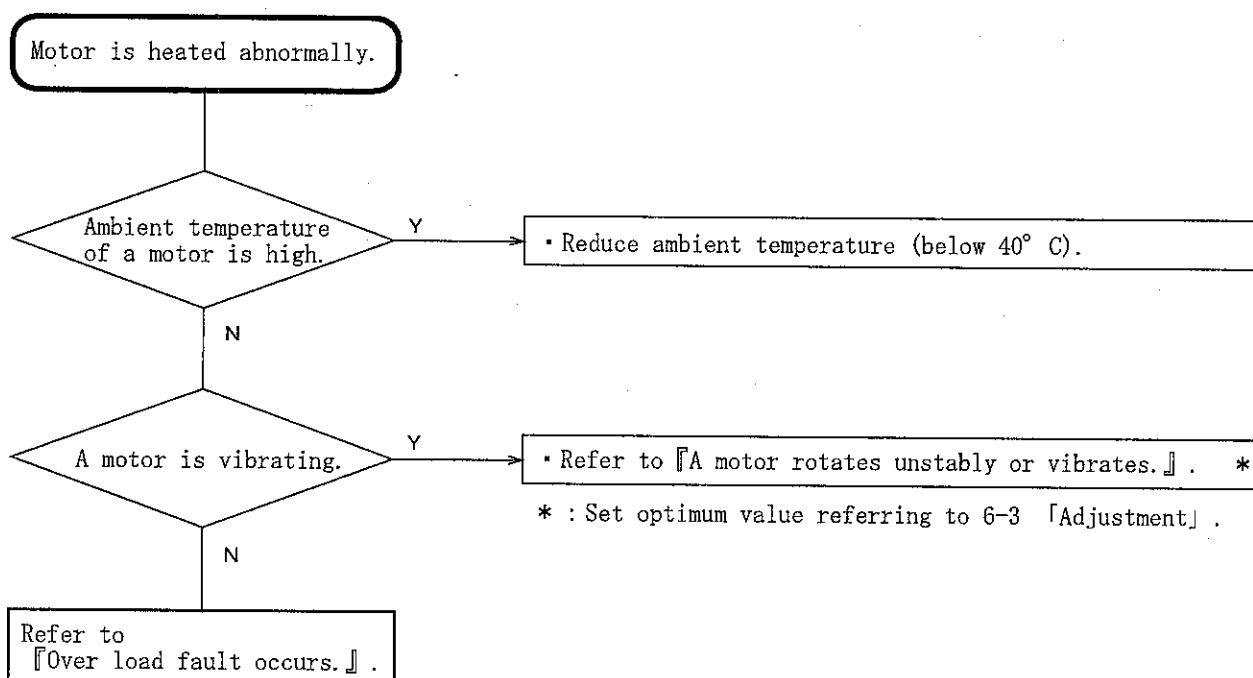 Motor is heated abnormally.
Ambient temperature
of a motor is high.
Y
・Reduce ambient temperature (below 40° C).
N
A motor is vibrating.
Y
・Refer to『A motor rotates unstably or vibrates.』. *
* : Set optimum value referring to 6-3 「Adjustment」.
N
Refer to
『Over load fault occurs.』.